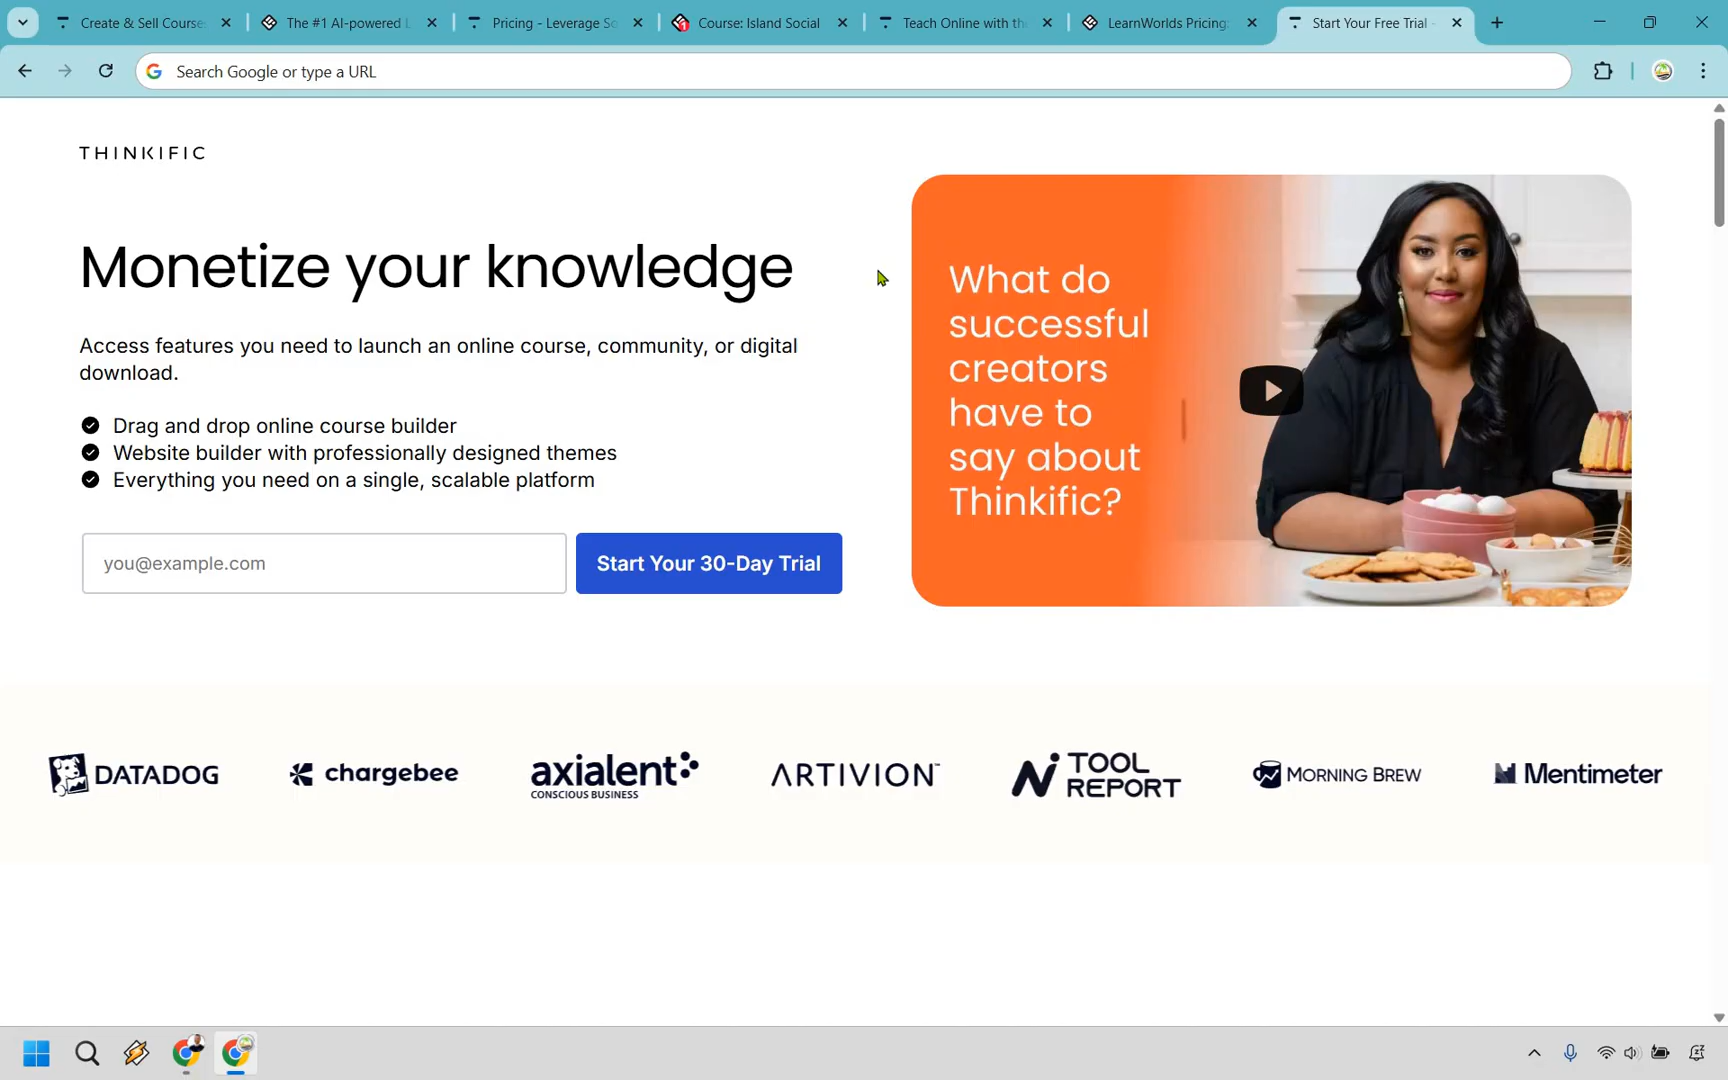 Create & Sell Course
The #1 AI-powered L
Pricing - Leverage So
Course: Island Social
Teach Online with th
LearnWorlds Pricing
Start Your Free Trial -
Search Google or type a URL
THINKIFIC
Monetize your knowledge
Access features you need to launch an online course, community, or digital
download.
Drag and drop online course builder
Website builder with professionally designed themes
Everything you need on a single, scalable platform
you@example.com
Start Your 30-Day Trial
What do
successful
creators
have to
say about
Thinkific?
DATADOG
chargebee
axialent
CONSCIOUS BUSINESS
ARTIVION™
TOOL
REPORT
MORNING BREW
Mentimeter